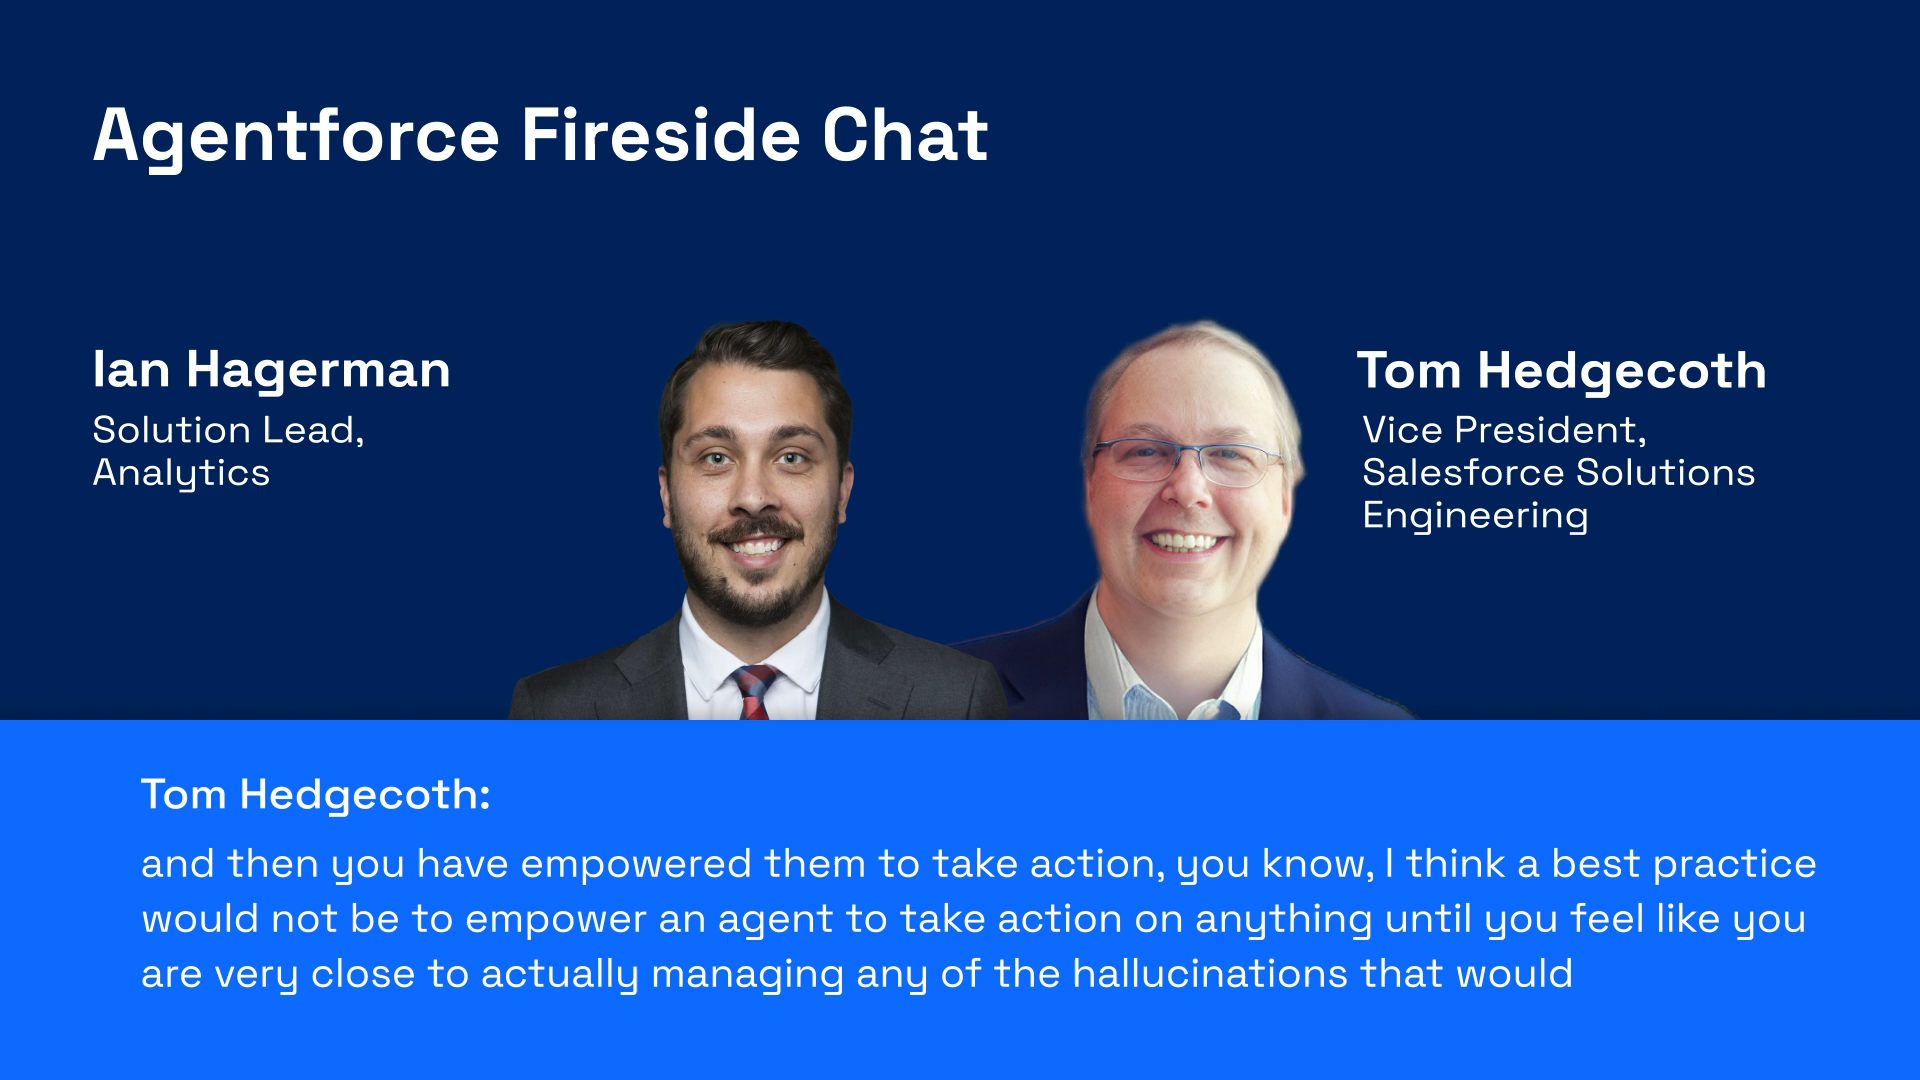 Agentforce Fireside Chat
Ian Hagerman
Solution Lead,
Analytics
Tom Hedgecoth
Vice President,
Salesforce Solutions
Engineering
Tom Hedgecoth:
and then you have empowered them to take action, you know, I think a best practice
would not be to empower an agent to take action on anything until you feel like you
are very close to actually managing any of the hallucinations that would